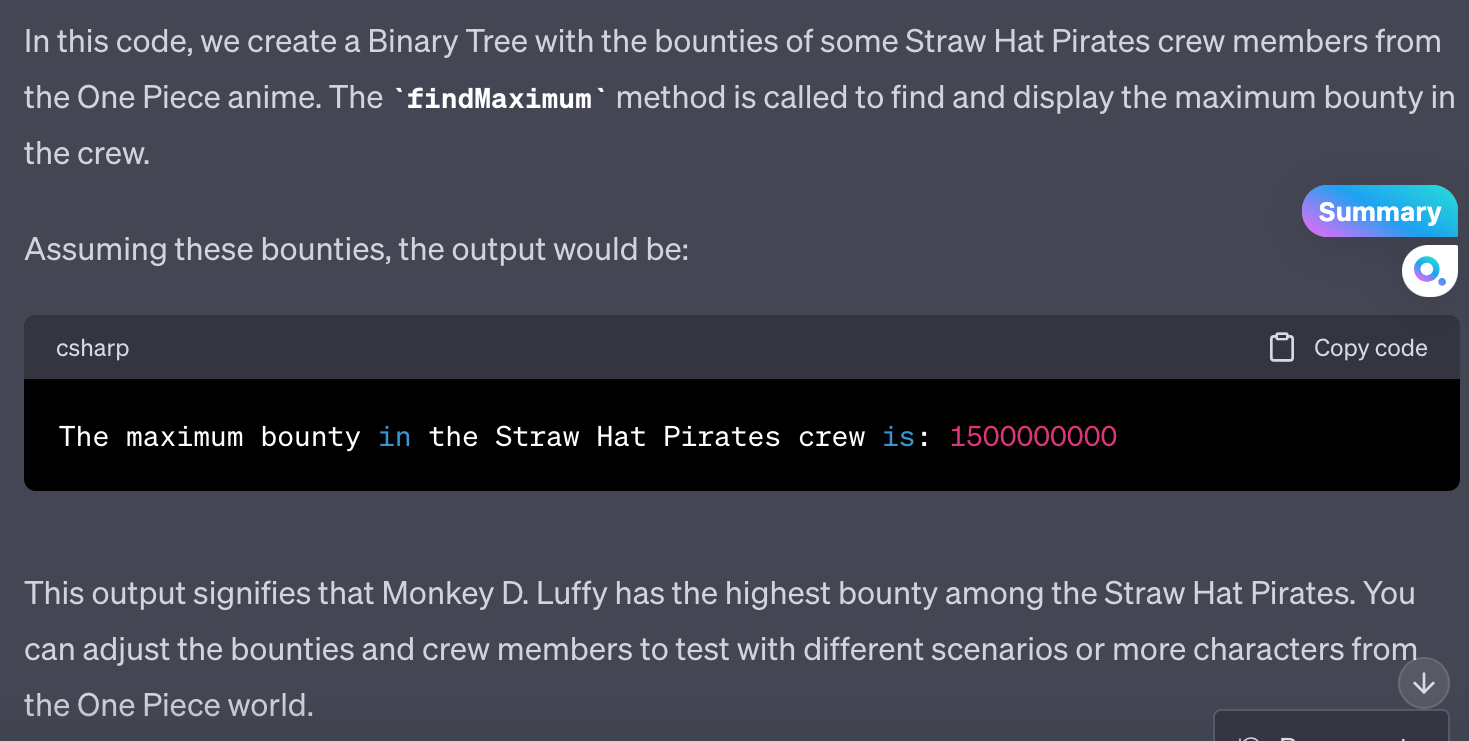 In this code, we create a Binary Tree with the bounties of some Straw Hat Pirates crew members from
the One Piece anime. The `findMaximum` method is called to find and display the maximum bounty in
the crew.
Summary
Assuming these bounties, the output would be:
csharp
Copy code
The maximum bounty in the Straw Hat Pirates crew is: 1500000000
This output signifies that Monkey D. Luffy has the highest bounty among the Straw Hat Pirates. You
can adjust the bounties and crew members to test with different scenarios or more characters from
the One Piece world.